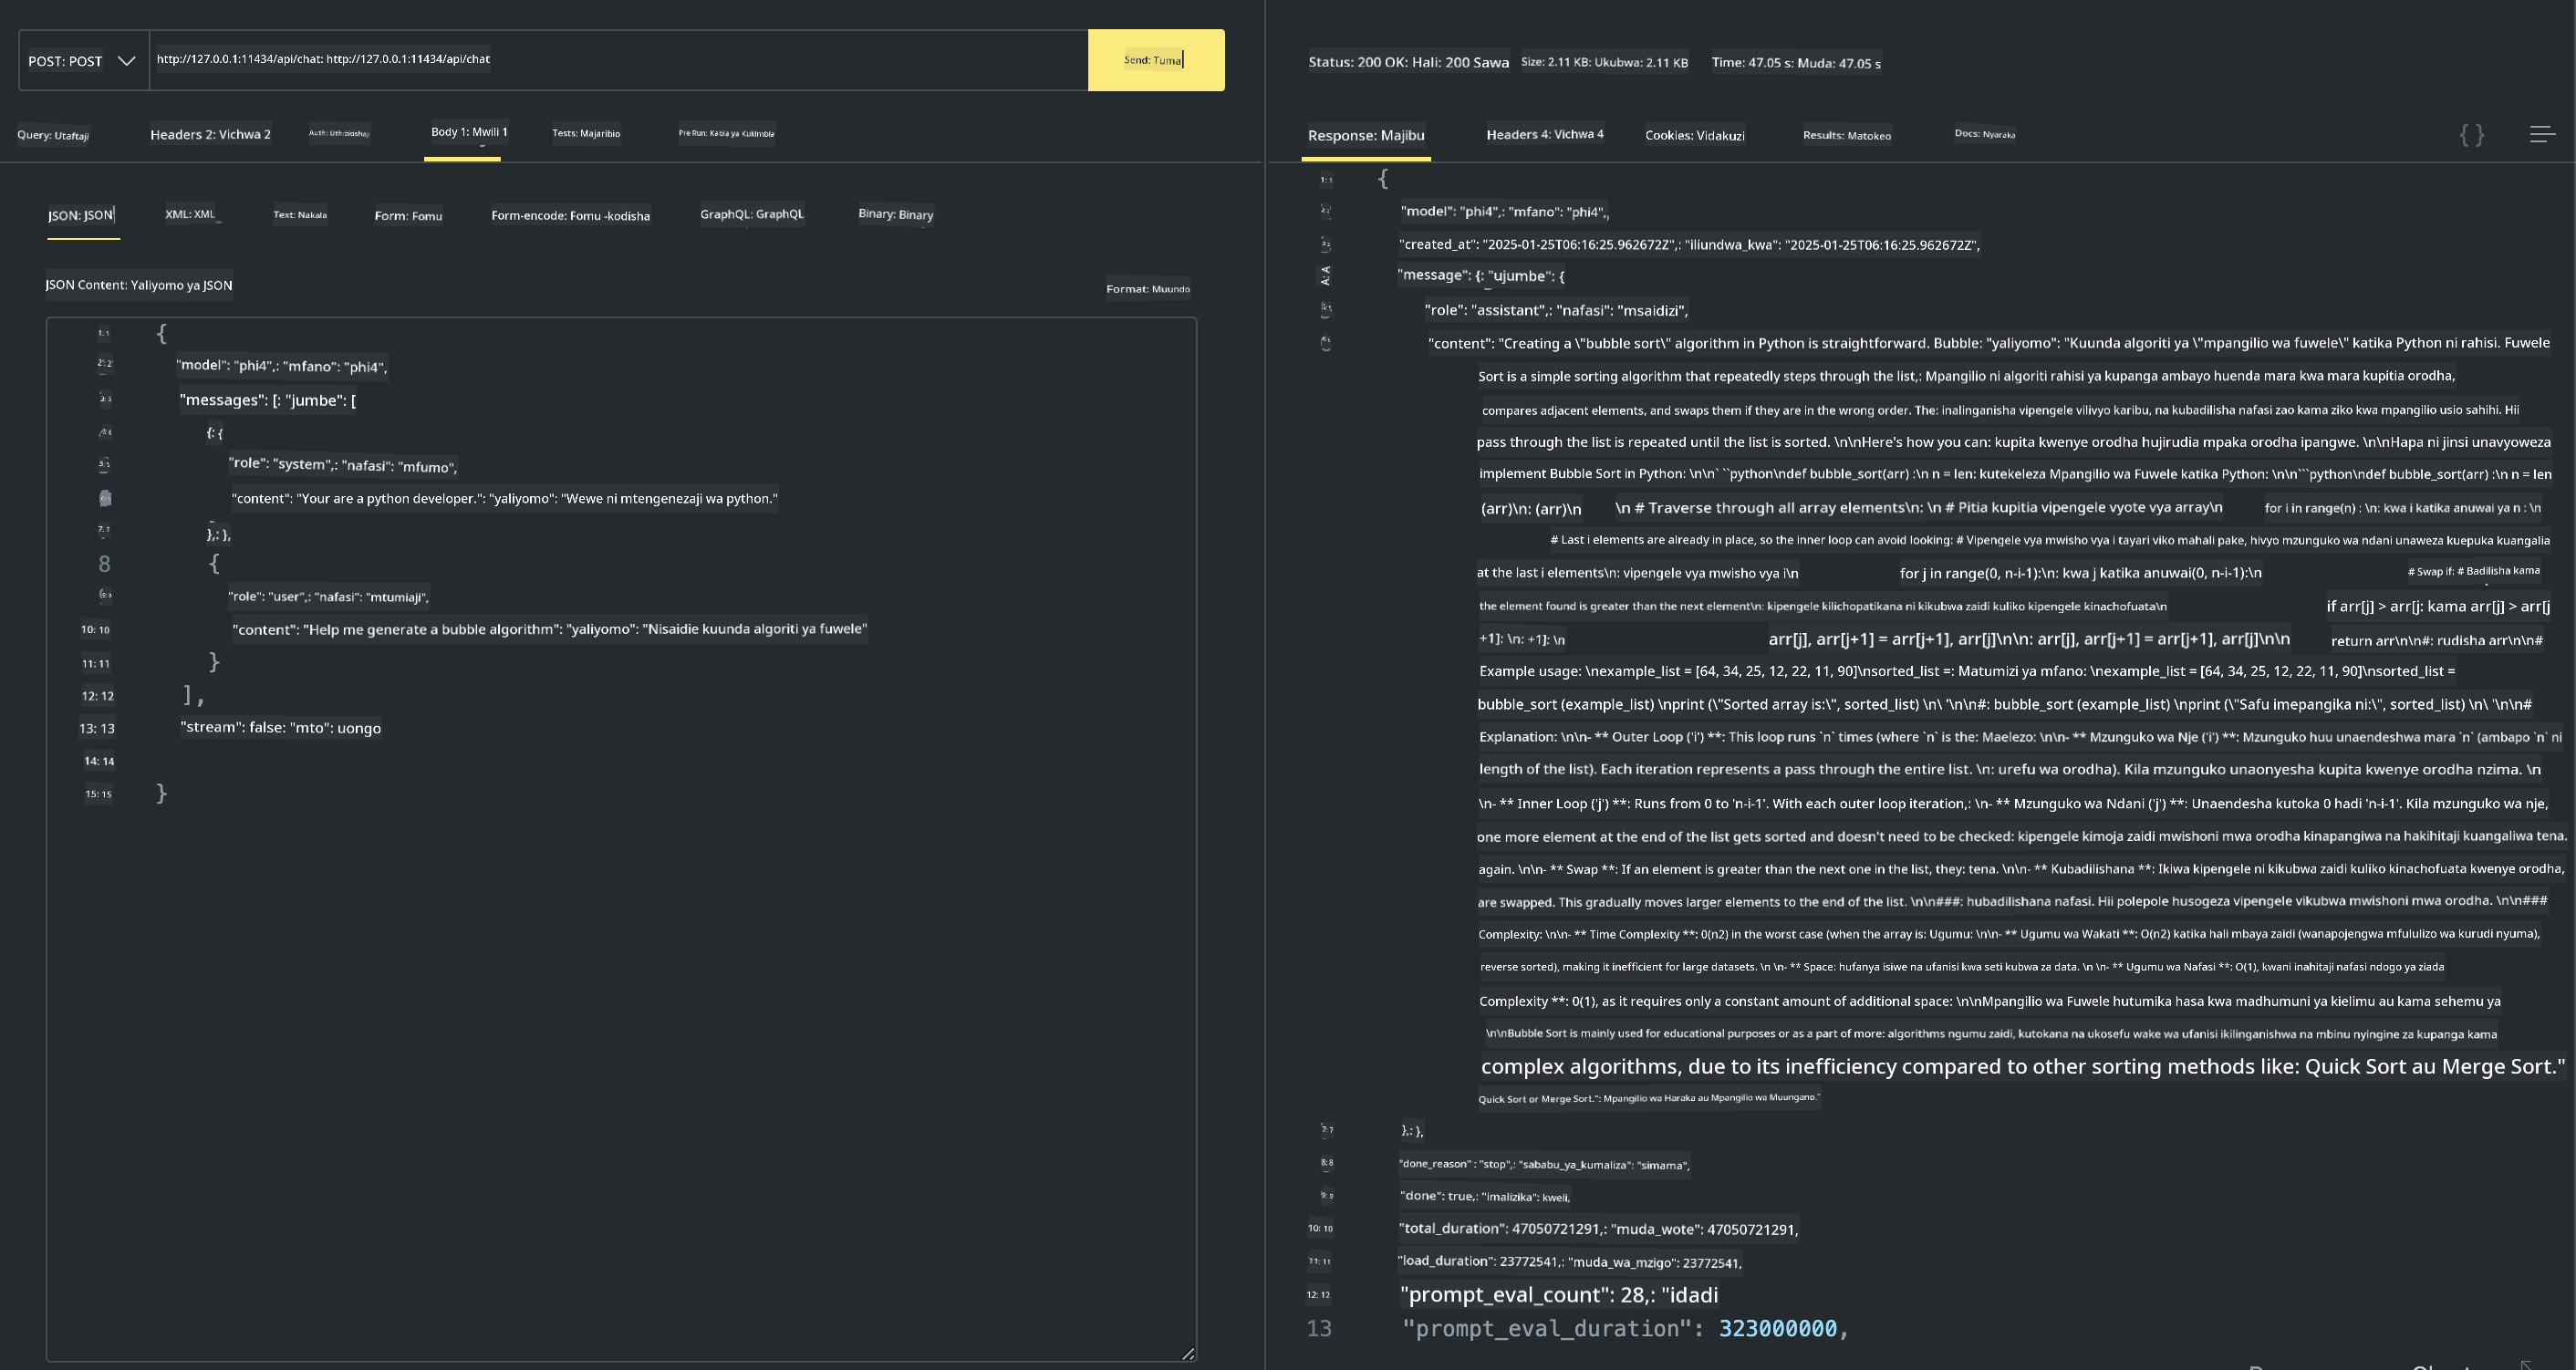 POST: POST
http://127.0.0.1:11434/api/chat: http://127.0.0.1:11434/api/chat
Send: Tuma
Query: Utaftaji
Headers 2: Vichwa 2
Auth: Uthibitishaji
Body 1: Mwili 1
Tests: Majaribio
Pre Run: Kabla ya Kukimbia
JSON: JSON
XML: XML
Text: Nakala
Form: Fomu
Form-encode: Fomu -kodisha
GraphQL: GraphQL
Binary: Binary
JSON Content: Yaliyomo ya JSON
Format: Muundo
1: 1 {
2: 2 "model": "phi4",: "mfano": "phi4",
"messages": [: "jumbe": [
{: {
"role": "system",: "nafasi": "mfumo",
"content": "Your are a python developer.": "yaliyomo": "Wewe ni mtengenezaji wa python."
7: 7 },: },
8 {
"role": "user",: "nafasi": "mtumiaji",
10: 10 "content": "Help me generate a bubble algorithm": "yaliyomo": "Nisaidie kuunda algoriti ya fuwele"
11: 11 }
12: 12 ],
13: 13 "stream": false: "mto": uongo
14: 14
15: 15 }
Status: 200 OK: Hali: 200 Sawa
Size: 2.11 KB: Ukubwa: 2.11 KB
Time: 47.05 s: Muda: 47.05 s
Response: Majibu
Headers 4: Vichwa 4
Cookies: Vidakuzi
Results: Matokeo
Docs: Nyaraka
{ }
1: 1 {
"model": "phi4",: "mfano": "phi4",
"created_at": "2025-01-25T06:16:25.962672Z",: "iliundwa_kwa": "2025-01-25T06:16:25.962672Z",
A: A "message": {: "ujumbe": {
"role": "assistant",: "nafasi": "msaidizi",
"content": "Creating a \"bubble sort\" algorithm in Python is straightforward. Bubble: "yaliyomo": "Kuunda algoriti ya \"mpangilio wa fuwele\" katika Python ni rahisi. Fuwele
Sort is a simple sorting algorithm that repeatedly steps through the list,: Mpangilio ni algoriti rahisi ya kupanga ambayo huenda mara kwa mara kupitia orodha,
compares adjacent elements, and swaps them if they are in the wrong order. The: inalinganisha vipengele vilivyo karibu, na kubadilisha nafasi zao kama ziko kwa mpangilio usio sahihi. Hii
pass through the list is repeated until the list is sorted. \n\nHere's how you can: kupita kwenye orodha hujirudia mpaka orodha ipangwe. \n\nHapa ni jinsi unavyoweza
implement Bubble Sort in Python: \n\n` ``python\ndef bubble_sort(arr) :\n n = len: kutekeleza Mpangilio wa Fuwele katika Python: \n\n```python\ndef bubble_sort(arr) :\n n = len
(arr)\n: (arr)\n \n # Traverse through all array elements\n: \n # Pitia kupitia vipengele vyote vya array\n for i in range(n) : \n: kwa i katika anuwai ya n : \n
# Last i elements are already in place, so the inner loop can avoid looking: # Vipengele vya mwisho vya i tayari viko mahali pake, hivyo mzunguko wa ndani unaweza kuepuka kuangalia
at the last i elements\n: vipengele vya mwisho vya i\n for j in range(0, n-i-1):\n: kwa j katika anuwai(0, n-i-1):\n # Swap if: # Badilisha kama
the element found is greater than the next element\n: kipengele kilichopatikana ni kikubwa zaidi kuliko kipengele kinachofuata\n if arr[j] > arr[j: kama arr[j] > arr[j
+1]: \n: +1]: \n arr[j], arr[j+1] = arr[j+1], arr[j]\n\n: arr[j], arr[j+1] = arr[j+1], arr[j]\n\n return arr\n\n#: rudisha arr\n\n#
Example usage: \nexample_list = [64, 34, 25, 12, 22, 11, 90]\nsorted_list =: Matumizi ya mfano: \nexample_list = [64, 34, 25, 12, 22, 11, 90]\nsorted_list =
bubble_sort (example_list) \nprint (\"Sorted array is:\", sorted_list) \n\ '\n\n#: bubble_sort (example_list) \nprint (\"Safu imepangika ni:\", sorted_list) \n\ '\n\n#
Explanation: \n\n- ** Outer Loop ('i') **: This loop runs `n` times (where `n` is the: Maelezo: \n\n- ** Mzunguko wa Nje ('i') **: Mzunguko huu unaendeshwa mara `n` (ambapo `n` ni
length of the list). Each iteration represents a pass through the entire list. \n: urefu wa orodha). Kila mzunguko unaonyesha kupita kwenye orodha nzima. \n
\n- ** Inner Loop ('j') **: Runs from 0 to 'n-i-1'. With each outer loop iteration,: \n- ** Mzunguko wa Ndani ('j') **: Unaendesha kutoka 0 hadi 'n-i-1'. Kila mzunguko wa nje,
one more element at the end of the list gets sorted and doesn't need to be checked: kipengele kimoja zaidi mwishoni mwa orodha kinapangiwa na hakihitaji kuangaliwa tena.
again. \n\n- ** Swap **: If an element is greater than the next one in the list, they: tena. \n\n- ** Kubadilishana **: Ikiwa kipengele ni kikubwa zaidi kuliko kinachofuata kwenye orodha,
are swapped. This gradually moves larger elements to the end of the list. \n\n###: hubadilishana nafasi. Hii polepole husogeza vipengele vikubwa mwishoni mwa orodha. \n\n###
Complexity: \n\n- ** Time Complexity **: 0(n2) in the worst case (when the array is: Ugumu: \n\n- ** Ugumu wa Wakati **: O(n2) katika hali mbaya zaidi (wanapojengwa mfululizo wa kurudi nyuma),
reverse sorted), making it inefficient for large datasets. \n \n- ** Space: hufanya isiwe na ufanisi kwa seti kubwa za data. \n \n- ** Ugumu wa Nafasi **: O(1), kwani inahitaji nafasi ndogo ya ziada
Complexity **: 0(1), as it requires only a constant amount of additional space: \n\nMpangilio wa Fuwele hutumika hasa kwa madhumuni ya kielimu au kama sehemu ya
\n\nBubble Sort is mainly used for educational purposes or as a part of more: algorithms ngumu zaidi, kutokana na ukosefu wake wa ufanisi ikilinganishwa na mbinu nyingine za kupanga kama
complex algorithms, due to its inefficiency compared to other sorting methods like: Quick Sort au Merge Sort."
Quick Sort or Merge Sort.": Mpangilio wa Haraka au Mpangilio wa Muungano."
7: 7 },: },
8: 8 "done_reason" : "stop",: "sababu_ya_kumaliza": "simama",
9: 9 "done": true,: "imalizika": kweli,
10: 10 "total_duration": 47050721291,: "muda_wote": 47050721291,
11: 11 "load_duration": 23772541,: "muda_wa_mzigo": 23772541,
12: 12 "prompt_eval_count": 28,: "idadi
13 "prompt_eval_duration": 323000000,